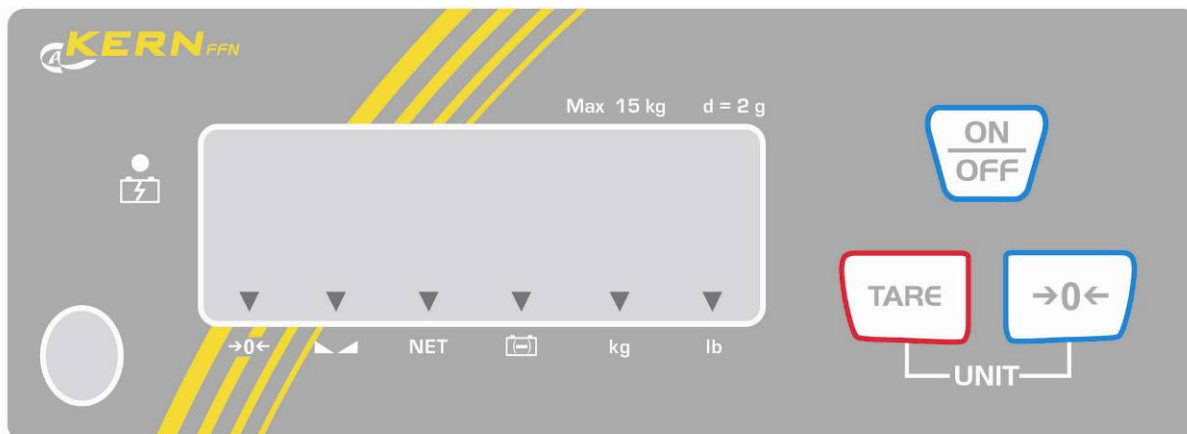 KERN FFN
Max 15 kg d = 2 g
ON
OFF
TARE →0←
→0← NET kg lb
UNIT